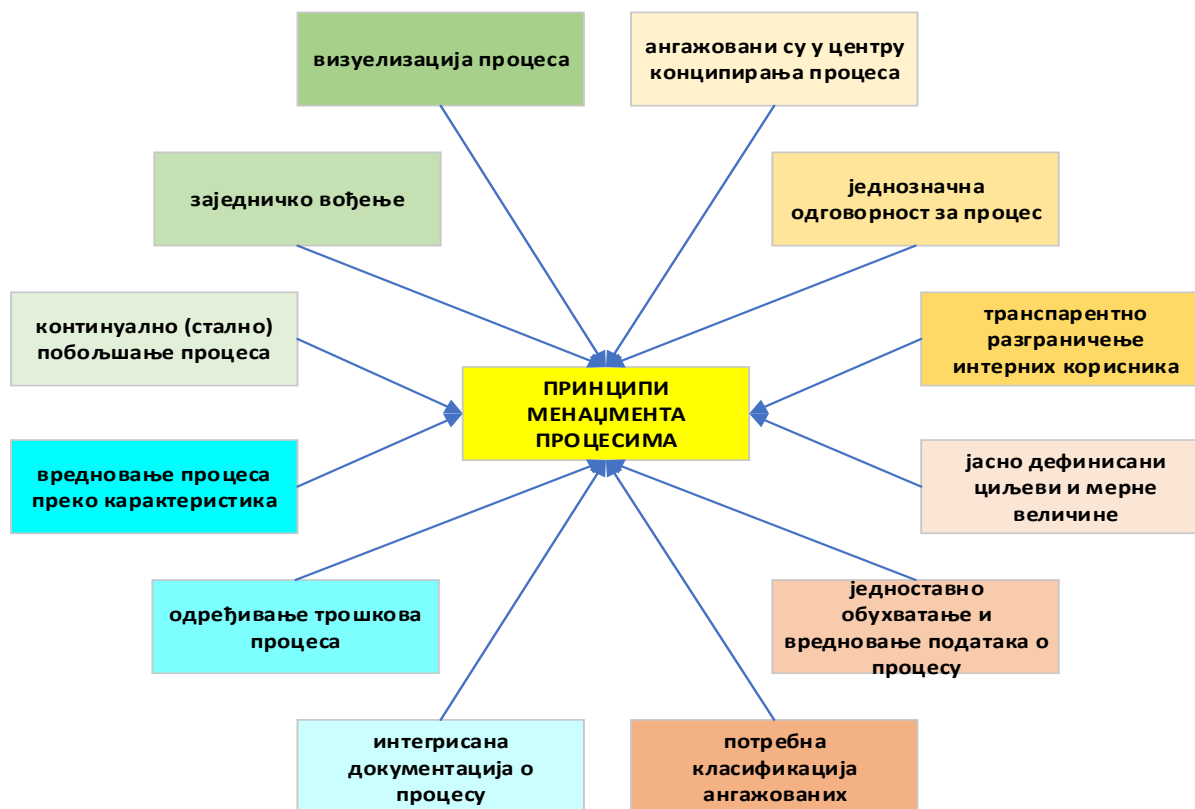 визуелизација процеса
ангажовани су у центру
конципирања процеса
заједничко вођење
једнозначна
одговорност за процес
континуално (стално)
побољшање процеса
транспарентно
разграничење
интерних корисника
ПРИНЦИПИ
МЕНАЏМЕНТА
ПРОЦЕСИМА
вредновање процеса
преко карактеристика
јасно дефинисани
циљеви и мерне
величине
одређивање трошкова
процеса
једноставно
обухватање и
вредновање података о
процесу
интегрисана
документација о
процесу
потребна
класификација
ангажованих